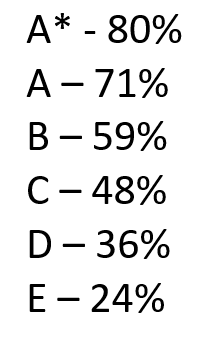 A* - 80%
A – 71%
B – 59%
C – 48%
D – 36%
E – 24%